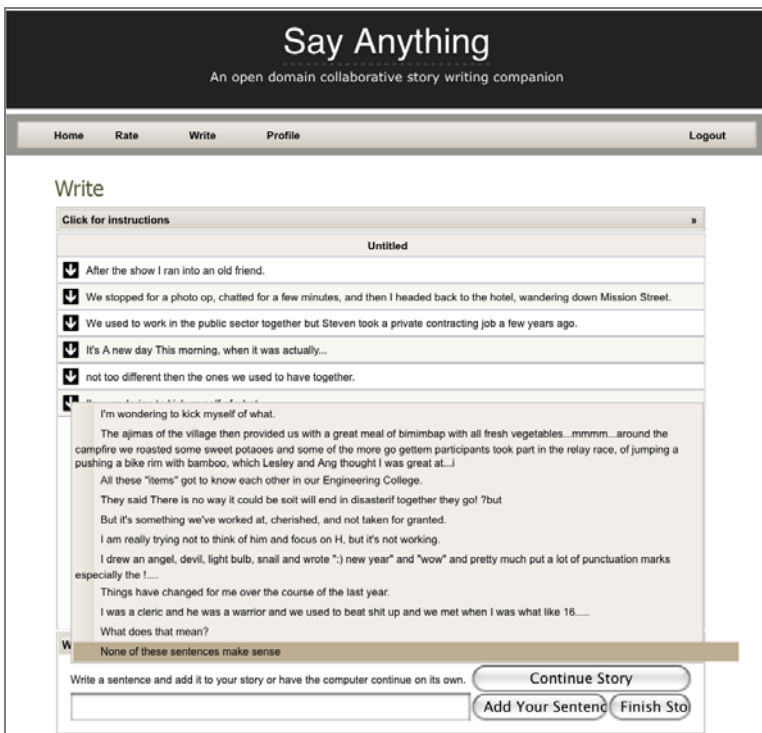 Say Anything
An open domain collaborative story writing companion
Home Rate Write Profile Logout
Write
Click for instructions »
Untitled
After the show I ran into an old friend.
We stopped for a photo op, chatted for a few minutes, and then I headed back to the hotel, wandering down Mission Street.
We used to work in the public sector together but Steven took a private contracting job a few years ago.
It's A new day This morning, when it was actually...
not too different then the ones we used to have together.
I'm wondering to kick myself of what.
The ajimas of the village then provided us with a great meal of bimimbap with all fresh vegetables...mmmm...around the
campfire we roasted some sweet potaoes and some of the more go gettem participants took part in the relay race, of jumping a
pushing a bike rim with bamboo, which Lesley and Ang thought I was great at...i
All these "items" got to know each other in our Engineering College.
They said There is no way it could be soit will end in disasterif together they go! ?but
But it's something we've worked at, cherished, and not taken for granted.
I am really trying not to think of him and focus on H, but it's not working.
I drew an angel, devil, light bulb, snail and wrote ":) new year" and "wow" and pretty much put a lot of punctuation marks
especially the !....
Things have changed for me over the course of the last year.
I was a cleric and he was a warrior and we used to beat shit up and we met when I was what like 16.....
What does that mean?
W
None of these sentences make sense
Write a sentence and add it to your story or have the computer continue on its own. Continue Story
Add Your Sentenc Finish Sto